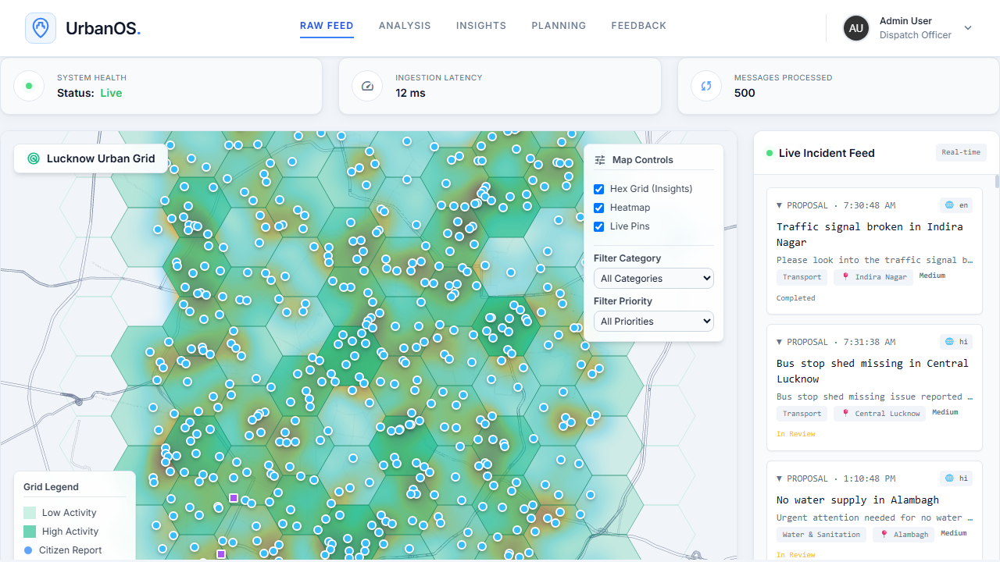 UrbanOS.
RAW FEED
ANALYSIS
INSIGHTS
PLANNING
FEEDBACK
AU
Admin User
Dispatch Officer
SYSTEM HEALTH
Status: Live
INGESTION LATENCY
12 ms
MESSAGES PROCESSED
500
Lucknow Urban Grid
Map Controls
Hex Grid (Insights)
Heatmap
Live Pins
Filter Category
All Categories
Filter Priority
All Priorities
Grid Legend
Low Activity
High Activity
Citizen Report
Live Incident Feed
Real-time
▼ PROPOSAL · 7:30:48 AM
🌐 en
Traffic signal broken in Indira
Nagar
Please look into the traffic signal b…
Transport 📍 Indira Nagar Medium
Completed
▼ PROPOSAL · 7:31:38 AM
🌐 hi
Bus stop shed missing in Central
Lucknow
Bus stop shed missing issue reported …
Transport 📍 Central Lucknow Medium
In Review
▼ PROPOSAL · 1:10:48 PM
🌐 hi
No water supply in Alambagh
Urgent attention needed for no water …
Water & Sanitation 📍 Alambagh Medium
In Review